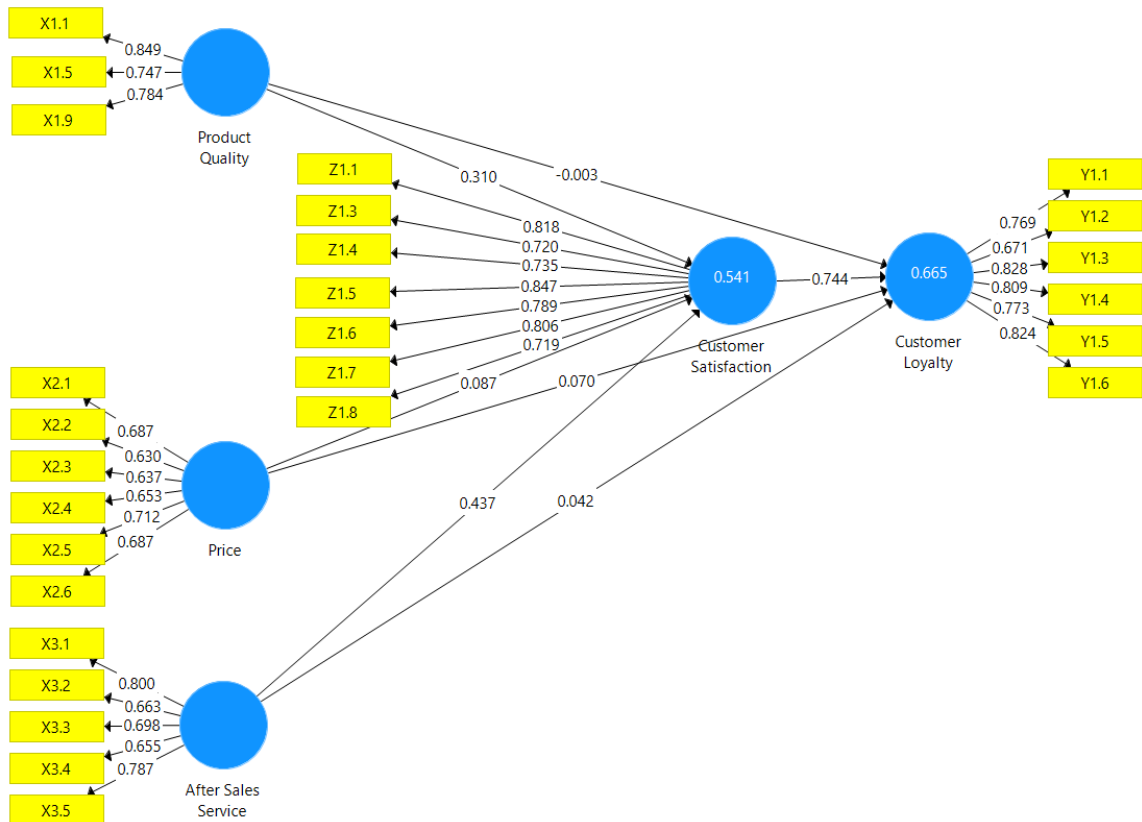 X1.1
0.849
X1.5
0.747
X1.9
0.784
Product
Quality
Z1.1
Z1.3
Z1.4
Z1.5
Z1.6
Z1.7
Z1.8
0.310
-0.003
0.818
0.720
0.735
0.847
0.789
0.806
0.719
0.087
0.070
0.541
Customer
Satisfaction
0.744
0.665
Customer
Loyalty
Y1.1
0.769
Y1.2
0.671
Y1.3
0.828
Y1.4
0.809
Y1.5
0.773
Y1.6
0.824
X2.1
0.687
X2.2
0.630
X2.3
0.637
X2.4
0.653
X2.5
0.712
X2.6
0.687
Price
0.437
0.042
X3.1
0.800
X3.2
0.663
X3.3
0.698
X3.4
0.655
X3.5
0.787
After Sales
Service